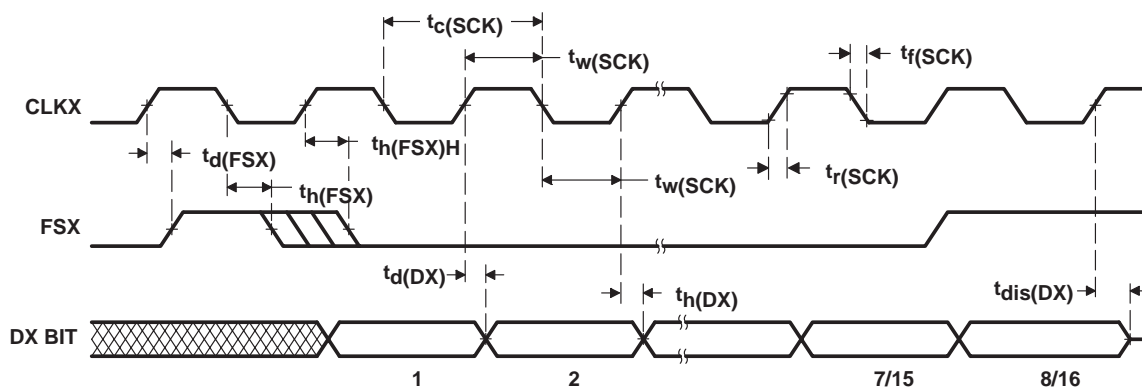 tc(SCK)
tw(SCK)
tf(SCK)
CLKX
th(FSX)H
td(FSX)
tw(SCK)
tr(SCK)
th(FSX)
FSX
td(DX)
th(DX)
tdis(DX)
DX BIT
1 2 7/15 8/16